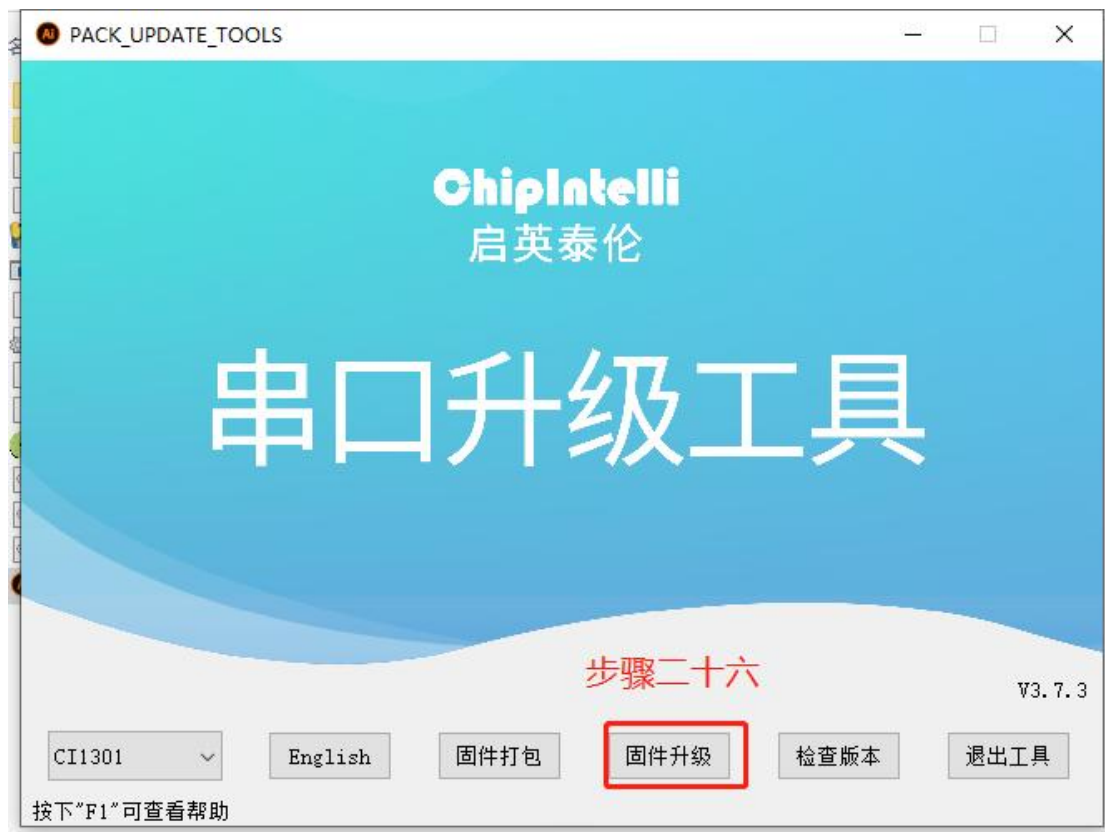 PACK_UPDATE_TOOLS
ChipIntelli
启英泰伦
串口升级工具
步骤二十六
V3.7.3
CI1301
English
固件打包
固件升级
检查版本
退出工具
按下"F1"可查看帮助